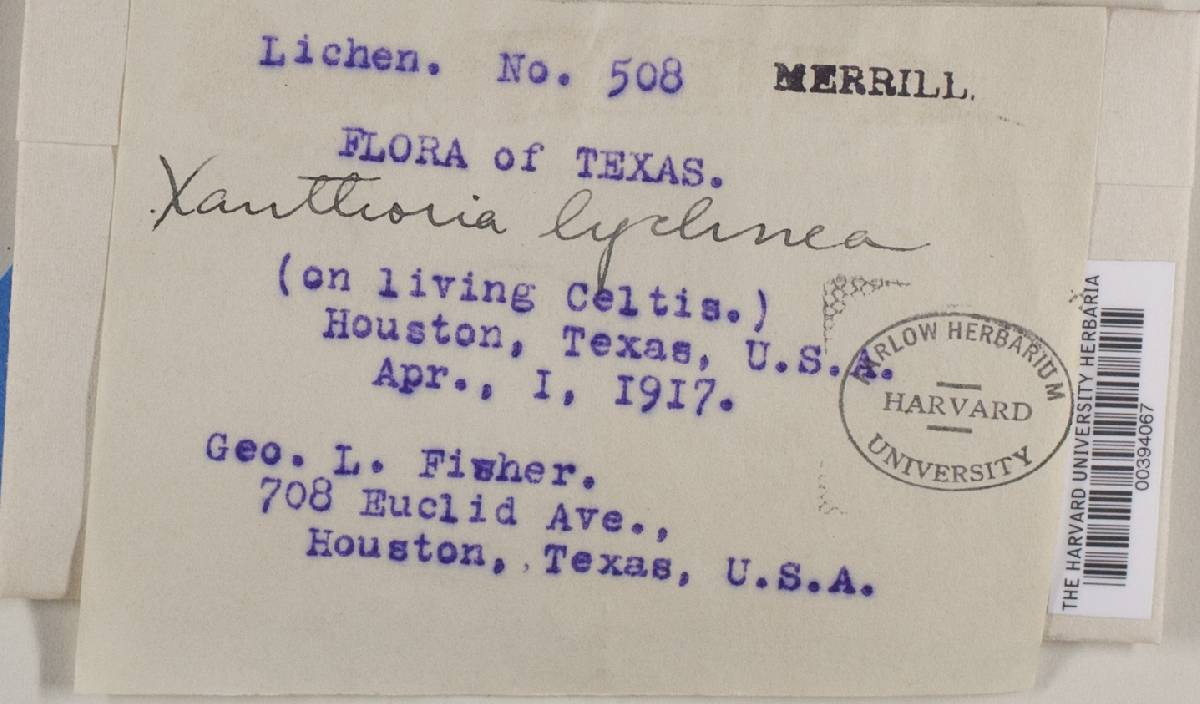 Lichen. No. 508 MERRILL.
FLORA of TEXAS.
Xanthoria lychnea
(on living Celtis.)
Houston, Texas, U.S.A.
Apr., I, I9I7.
Geo. L. Fisher.
708 Euclid Ave.,
Houston, Texas, U.S.A.
FARLOW HERBARIUM
HARVARD
UNIVERSITY
THE HARVARD UNIVERSITY HERBARIA
00394067